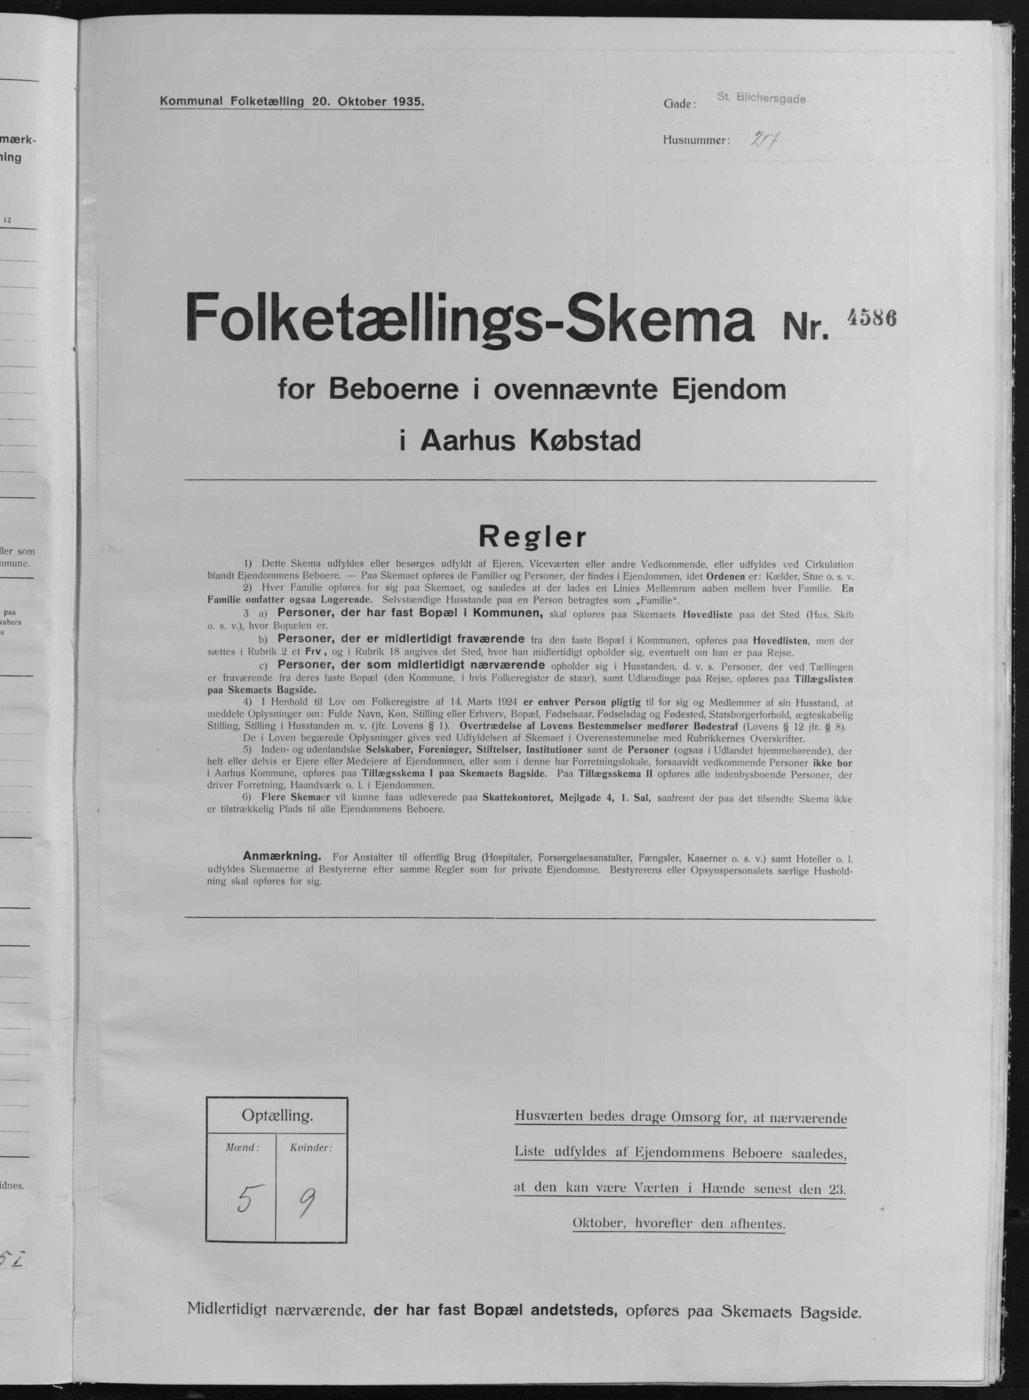 Kommunal Folketælling 20. Oktober 1935.
Gade: St. Blichersgade
Husnummer: 27
Folketællings-Skema Nr. 4586
for Beboerne i ovennævnte Ejendom
i Aarhus Købstad
Regler
1) Dette Skema udfyldes eller besørges udfyldt af Ejeren, Viceværten eller andre Vedkommende, eller udfyldes ved Cirkulation
blandt Ejendommens Beboere. — Paa Skemaet opføres de Familier og Personer, der findes i Ejendommen, idet Ordenen er: Kælder, Stue o. s. v.
2) Hver Familie opføres for sig paa Skemaet, og saaledes at der lades en Linies Mellemrum aaben mellem hver Familie. En
Familie omfatter ogsaa Logerende. Selvstændige Husstande paa en Person betragtes som „Familie“.
3 a) Personer, der har fast Bopæl i Kommunen, skal opføres paa Skemaets Hovedliste paa det Sted (Hus, Skib
o. s. v.), hvor Bopælen er.
b) Personer, der er midlertidigt fraværende fra den faste Bopæl i Kommunen, opføres paa Hovedlisten, men der
sættes i Rubrik 2 et Frv, og i Rubrik 18 angives det Sted, hvor han midlertidigt opholder sig, eventuelt om han er paa Rejse.
c) Personer, der som midlertidigt nærværende opholder sig i Husstanden, d. v. s. Personer, der ved Tællingen
er fraværende fra deres faste Bopæl (den Kommune, i hvis Folkeregister de staar), samt Udlændinge paa Rejse, opføres paa Tillægslisten
paa Skemaets Bagside.
4) I Henhold til Lov om Folkeregistre af 14. Marts 1924 er enhver Person pligtig til for sig og Medlemmer af sin Husstand, at
meddele Oplysninger om: Fulde Navn, Køn, Stilling eller Erhverv, Bopæl, Fødselsaar, Fødselsdag og Fødested, Statsborgerforhold, ægteskabelig
Stilling, Stilling i Husstanden m. v. (jfr. Lovens § 1). Overtrædelse af Lovens Bestemmelser medfører Bødestraf (Lovens § 12 jfr. § 8).
De i Loven begærede Oplysninger gives ved Udfyldelsen af Skemaet i Overensstemmelse med Rubrikkernes Overskrifter.
5) Inden- og udenlandske Selskaber, Foreninger, Stiftelser, Institutioner samt de Personer (ogsaa i Udlandet hjemmehørende), der
helt eller delvis er Ejere eller Medejere af Ejendommen, eller som i denne har Forretningslokale, forsaavidt vedkommende Personer ikke bor
i Aarhus Kommune, opføres paa Tillægsskema I paa Skemaets Bagside. Paa Tillægsskema II opføres alle indenbysboende Personer, der
driver Forretning, Haandværk o. l. i Ejendommen.
6) Flere Skemaer vil kunne faas udleverede paa Skattekontoret, Mejlgade 4, 1. Sal, saafremt der paa det tilsendte Skema ikke
er tilstrækkelig Plads til alle Ejendommens Beboere.
Anmærkning. For Anstalter til offentlig Brug (Hospitaler, Forsørgelsesanstalter, Fængsler, Kaserner o. s. v.) samt Hoteller o. l.
udfyldes Skemaerne af Bestyrerne efter samme Regler som for private Ejendomme. Bestyrerens eller Opsynspersonalets særlige Hushold-
ning skal opføres for sig.
Optælling.
Mænd: Kvinder:
5 9
Husværten bedes drage Omsorg for, at nærværende
Liste udfyldes af Ejendommens Beboere saaledes,
at den kan være Værten i Hænde senest den 23.
Oktober, hvorefter den afhentes.
Midlertidigt nærværende, der har fast Bopæl andetsteds, opføres paa Skemaets Bagside.